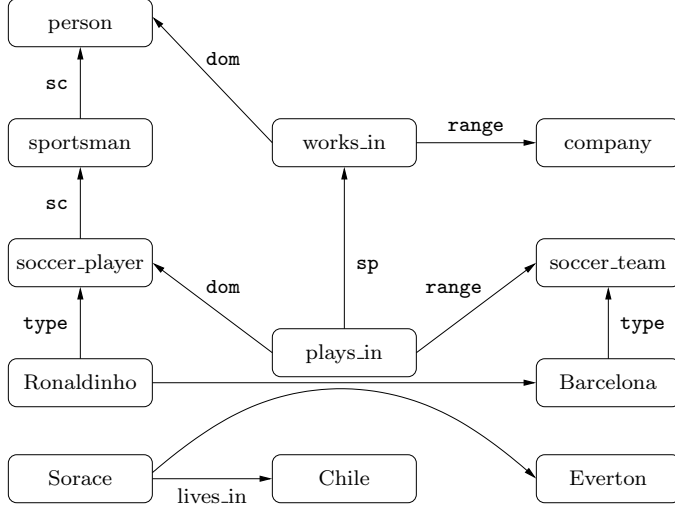 person
dom
sc
sportsman
works_in
range
company
sc
soccer_player
soccer_team
dom
sp
range
type
type
plays_in
Ronaldinho
Barcelona
Sorace
Chile
Everton
lives_in